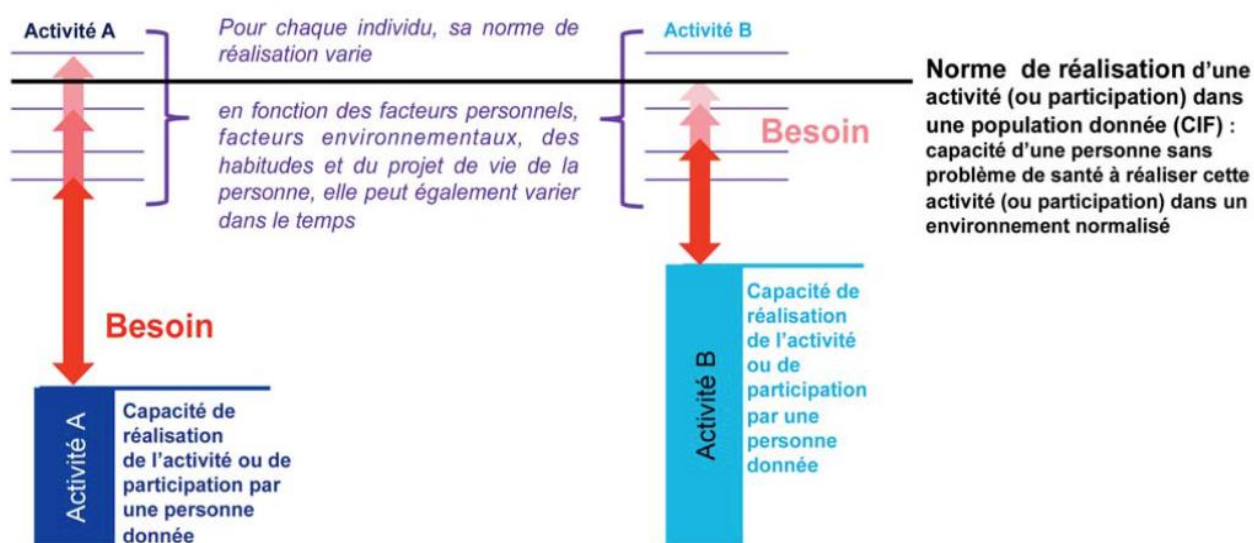 Activité A
Pour chaque individu, sa norme de
réalisation varie
en fonction des facteurs personnels,
facteurs environnementaux, des
habitudes et du projet de vie de la
personne, elle peut également varier
dans le temps
Activité B
Norme de réalisation d'une
activité (ou participation) dans
une population donnée (CIF) :
capacité d'une personne sans
problème de santé à réaliser cette
activité (ou participation) dans un
environnement normalisé
Besoin
Besoin
Activité A
Capacité de
réalisation
de l'activité ou de
participation par
une personne
donnée
Activité B
Capacité de
réalisation
de l'activité
ou de
participation
par une
personne
donnée